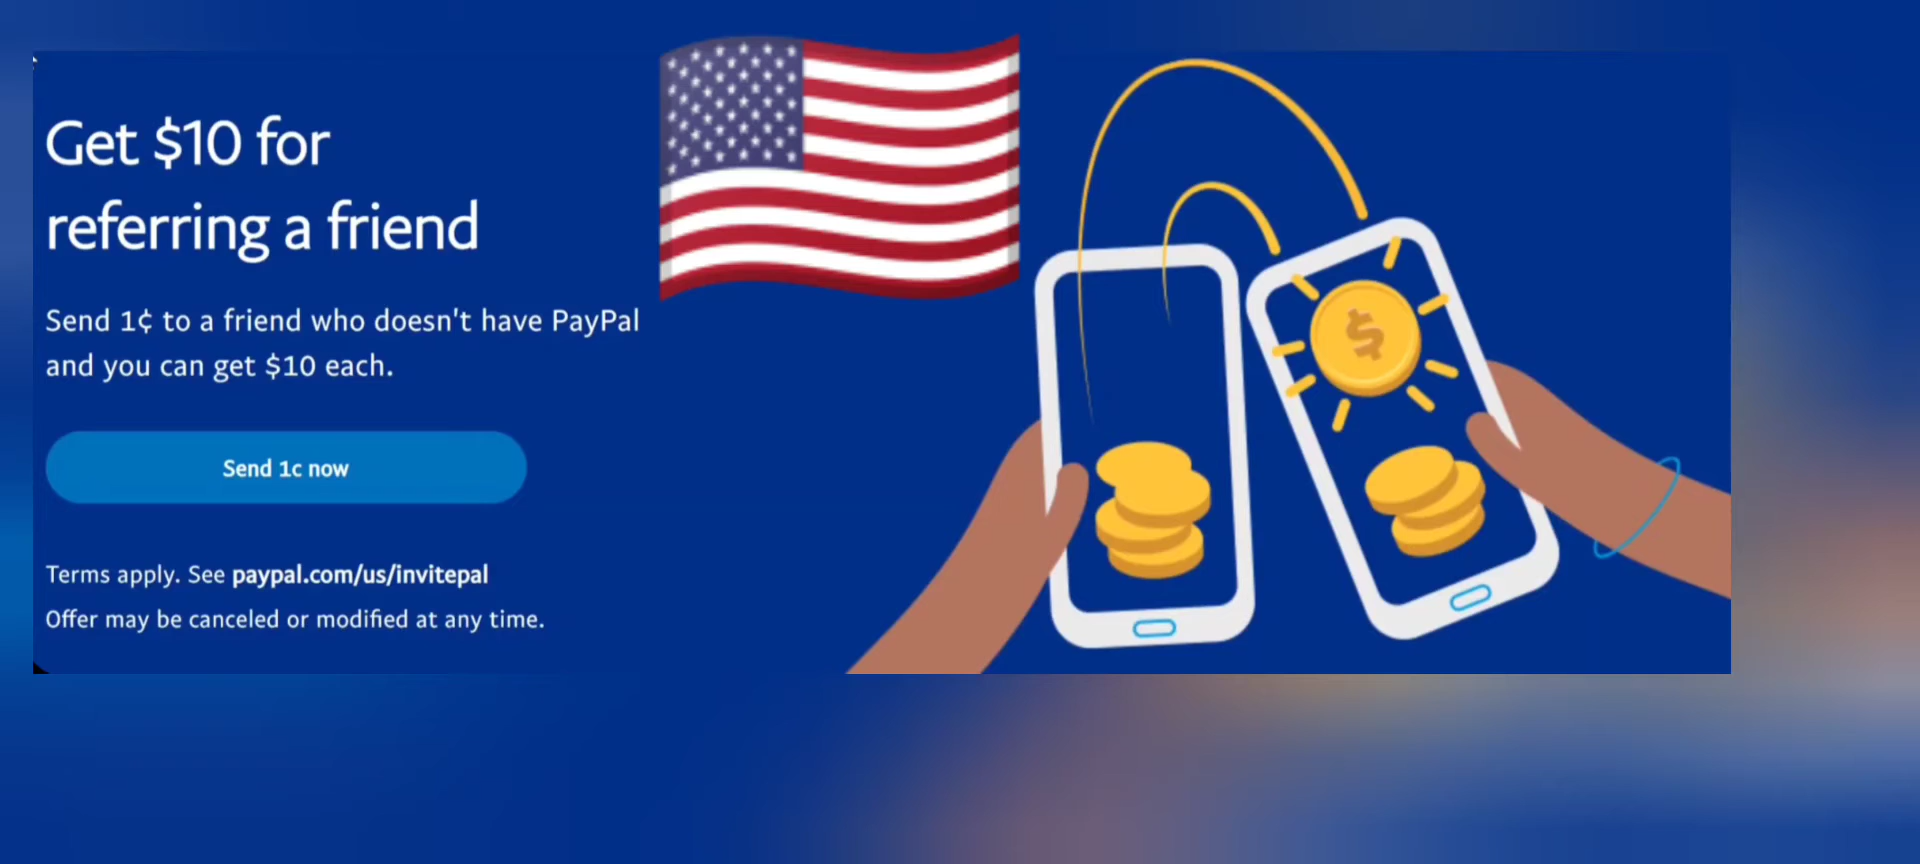 Get $10 for
referring a friend
Send 1¢ to a friend who doesn't have PayPal
and you can get $10 each.
Send 1c now
Terms apply. See paypal.com/us/invitepal
Offer may be canceled or modified at any time.
$